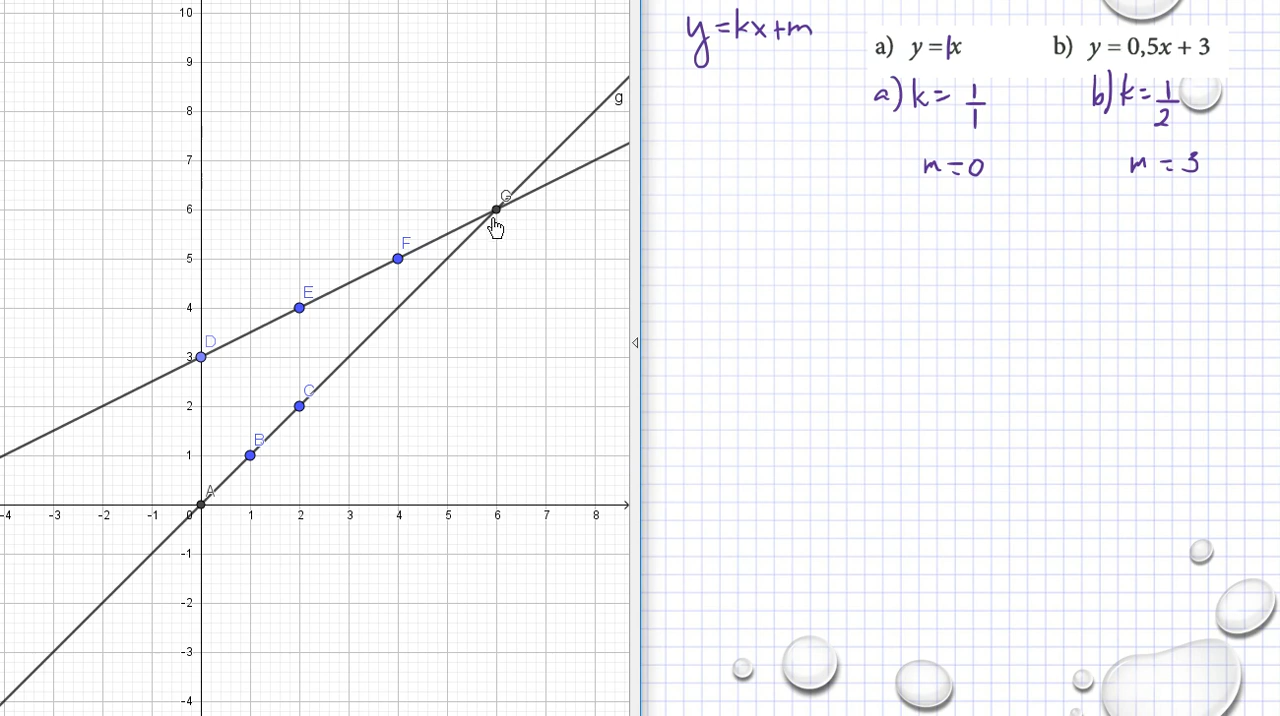 10
9
8
7
6
5
4
3
2
1
-1
-2
-3
-4
-4 -3 -2 -1 0 1 2 3 4 5 6 7 8
g
G
F
E
D
C
B
A
y = kx + m
a) y = 1x b) y = 0,5x + 3
a) k = 1/1 b) k = 1/2
m = 0 m = 3